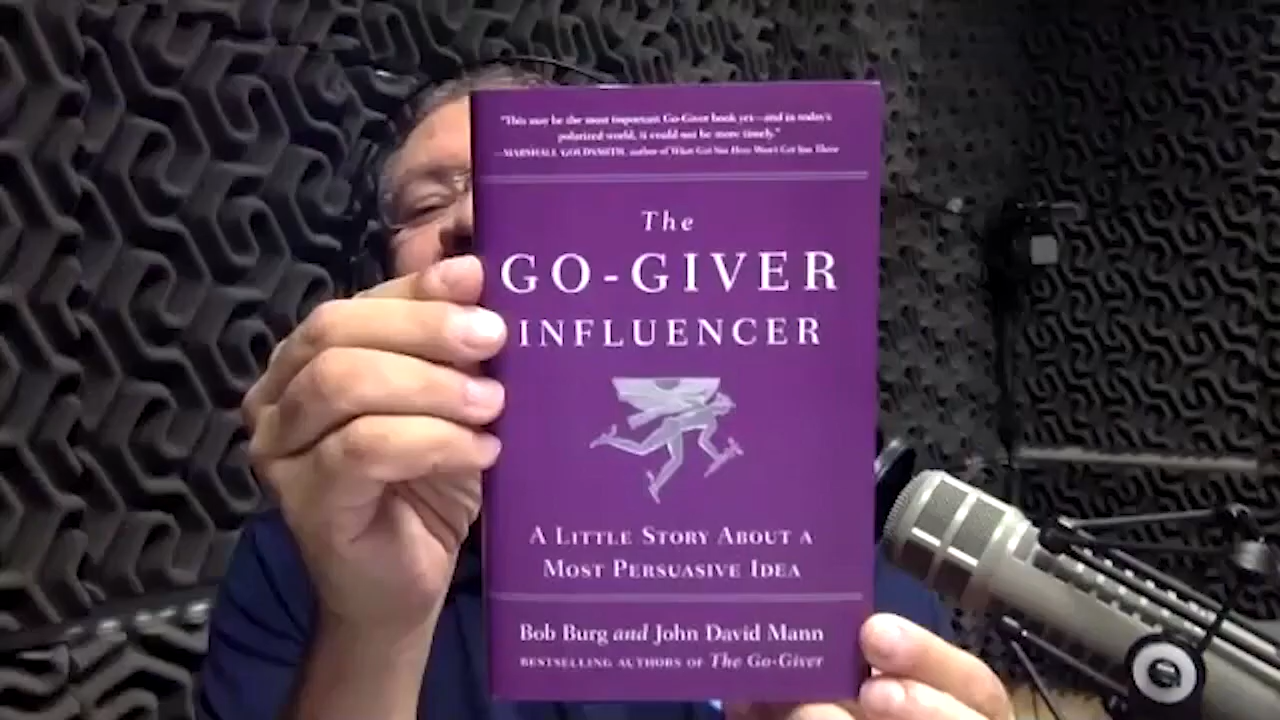 "This may be the most important Go-Giver book yet—and in today's
polarized world, it could not be more timely."
—MARSHALL GOLDSMITH, author of What Got You Here Won't Get You There
The
GO-GIVER
INFLUENCER
A LITTLE STORY ABOUT A
MOST PERSUASIVE IDEA
Bob Burg and John David Mann
BESTSELLING AUTHORS OF The Go-Giver